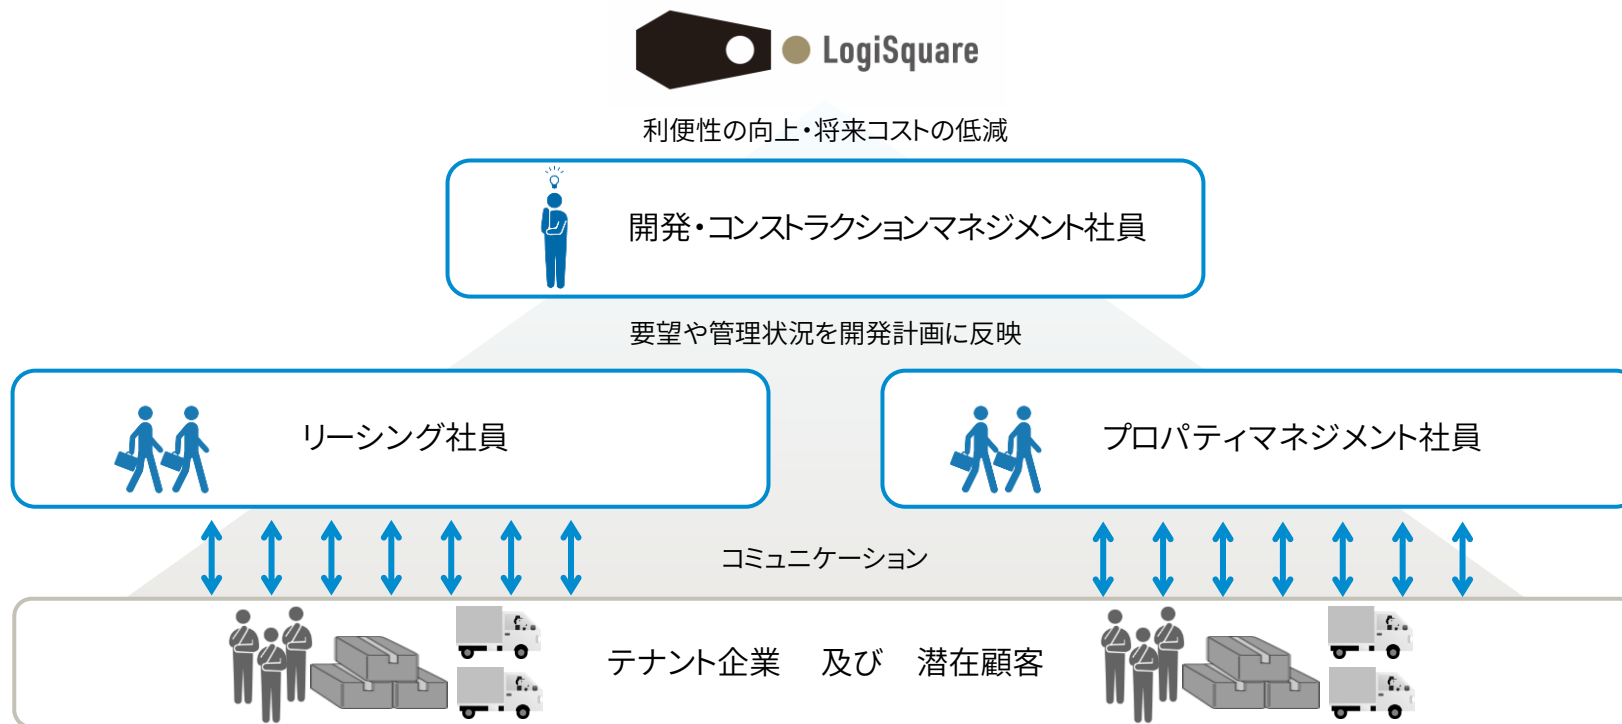 LogiSquare
利便性の向上・将来コストの低減
開発・コンストラクションマネジメント社員
要望や管理状況を開発計画に反映
リーシング社員
プロパティマネジメント社員
コミュニケーション
テナント企業 及び 潜在顧客